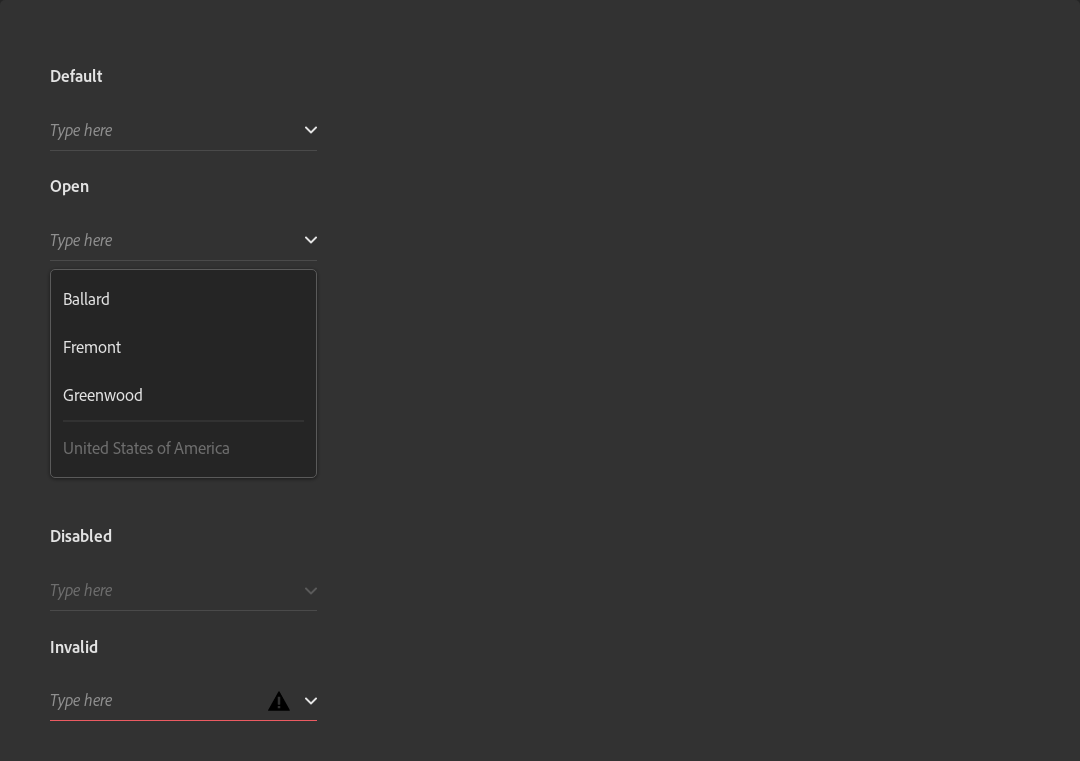 Default
Type here
Open
Type here
Ballard
Fremont
Greenwood
United States of America
Disabled
Type here
Invalid
Type here